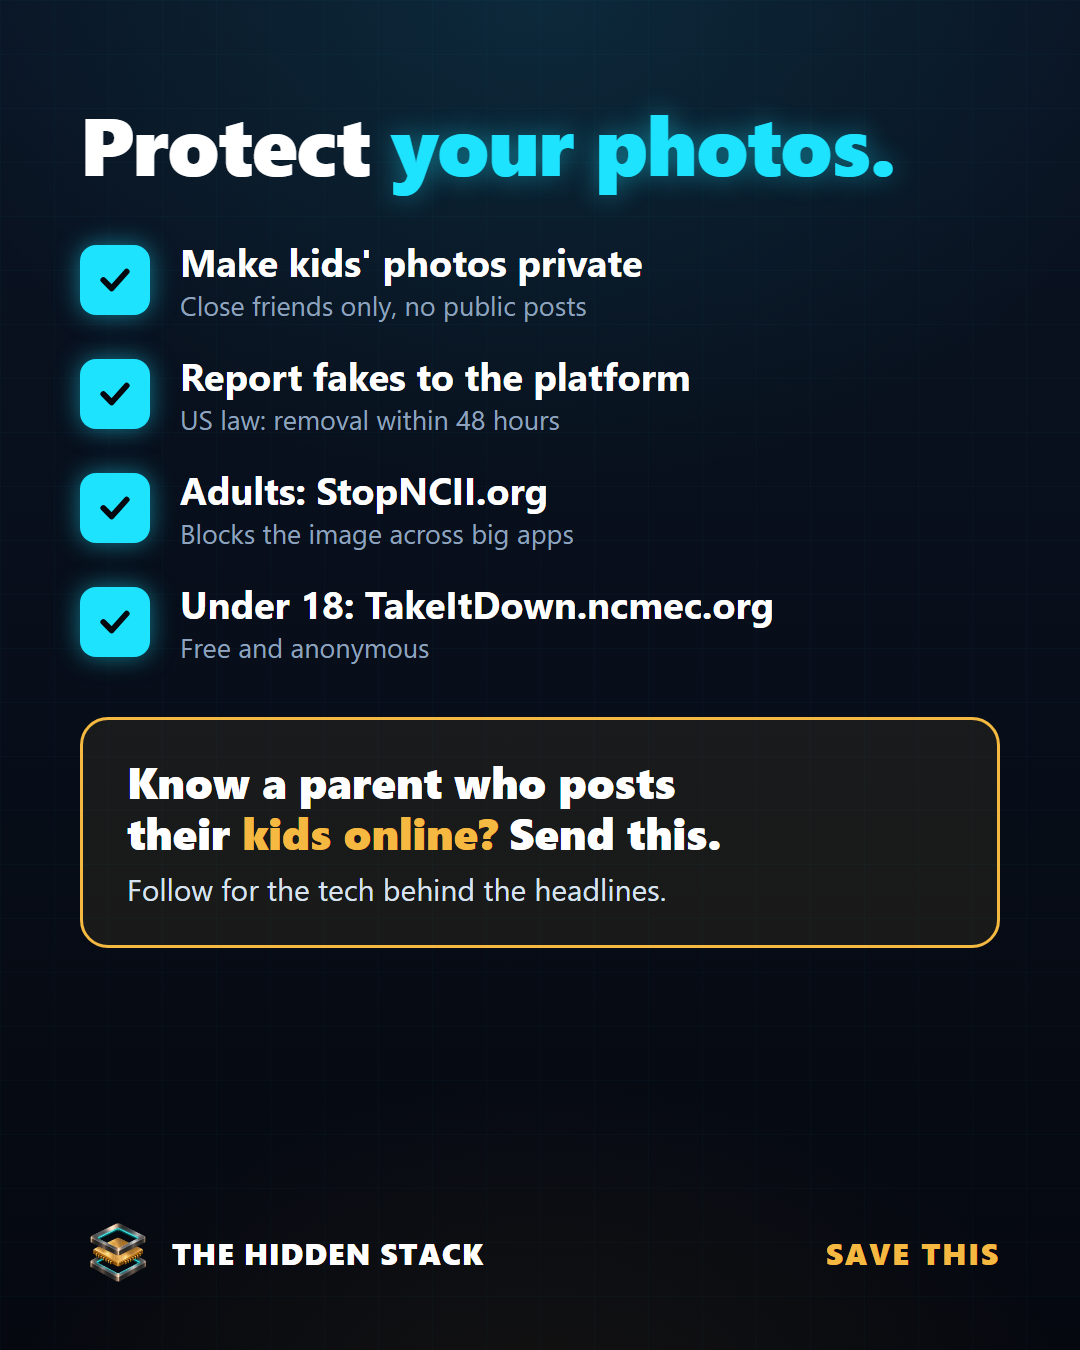 Protect your photos.
Make kids' photos private
Close friends only, no public posts
Report fakes to the platform
US law: removal within 48 hours
Adults: StopNCII.org
Blocks the image across big apps
Under 18: TakeItDown.ncmec.org
Free and anonymous
Know a parent who posts
their kids online? Send this.
Follow for the tech behind the headlines.
THE HIDDEN STACK
SAVE THIS